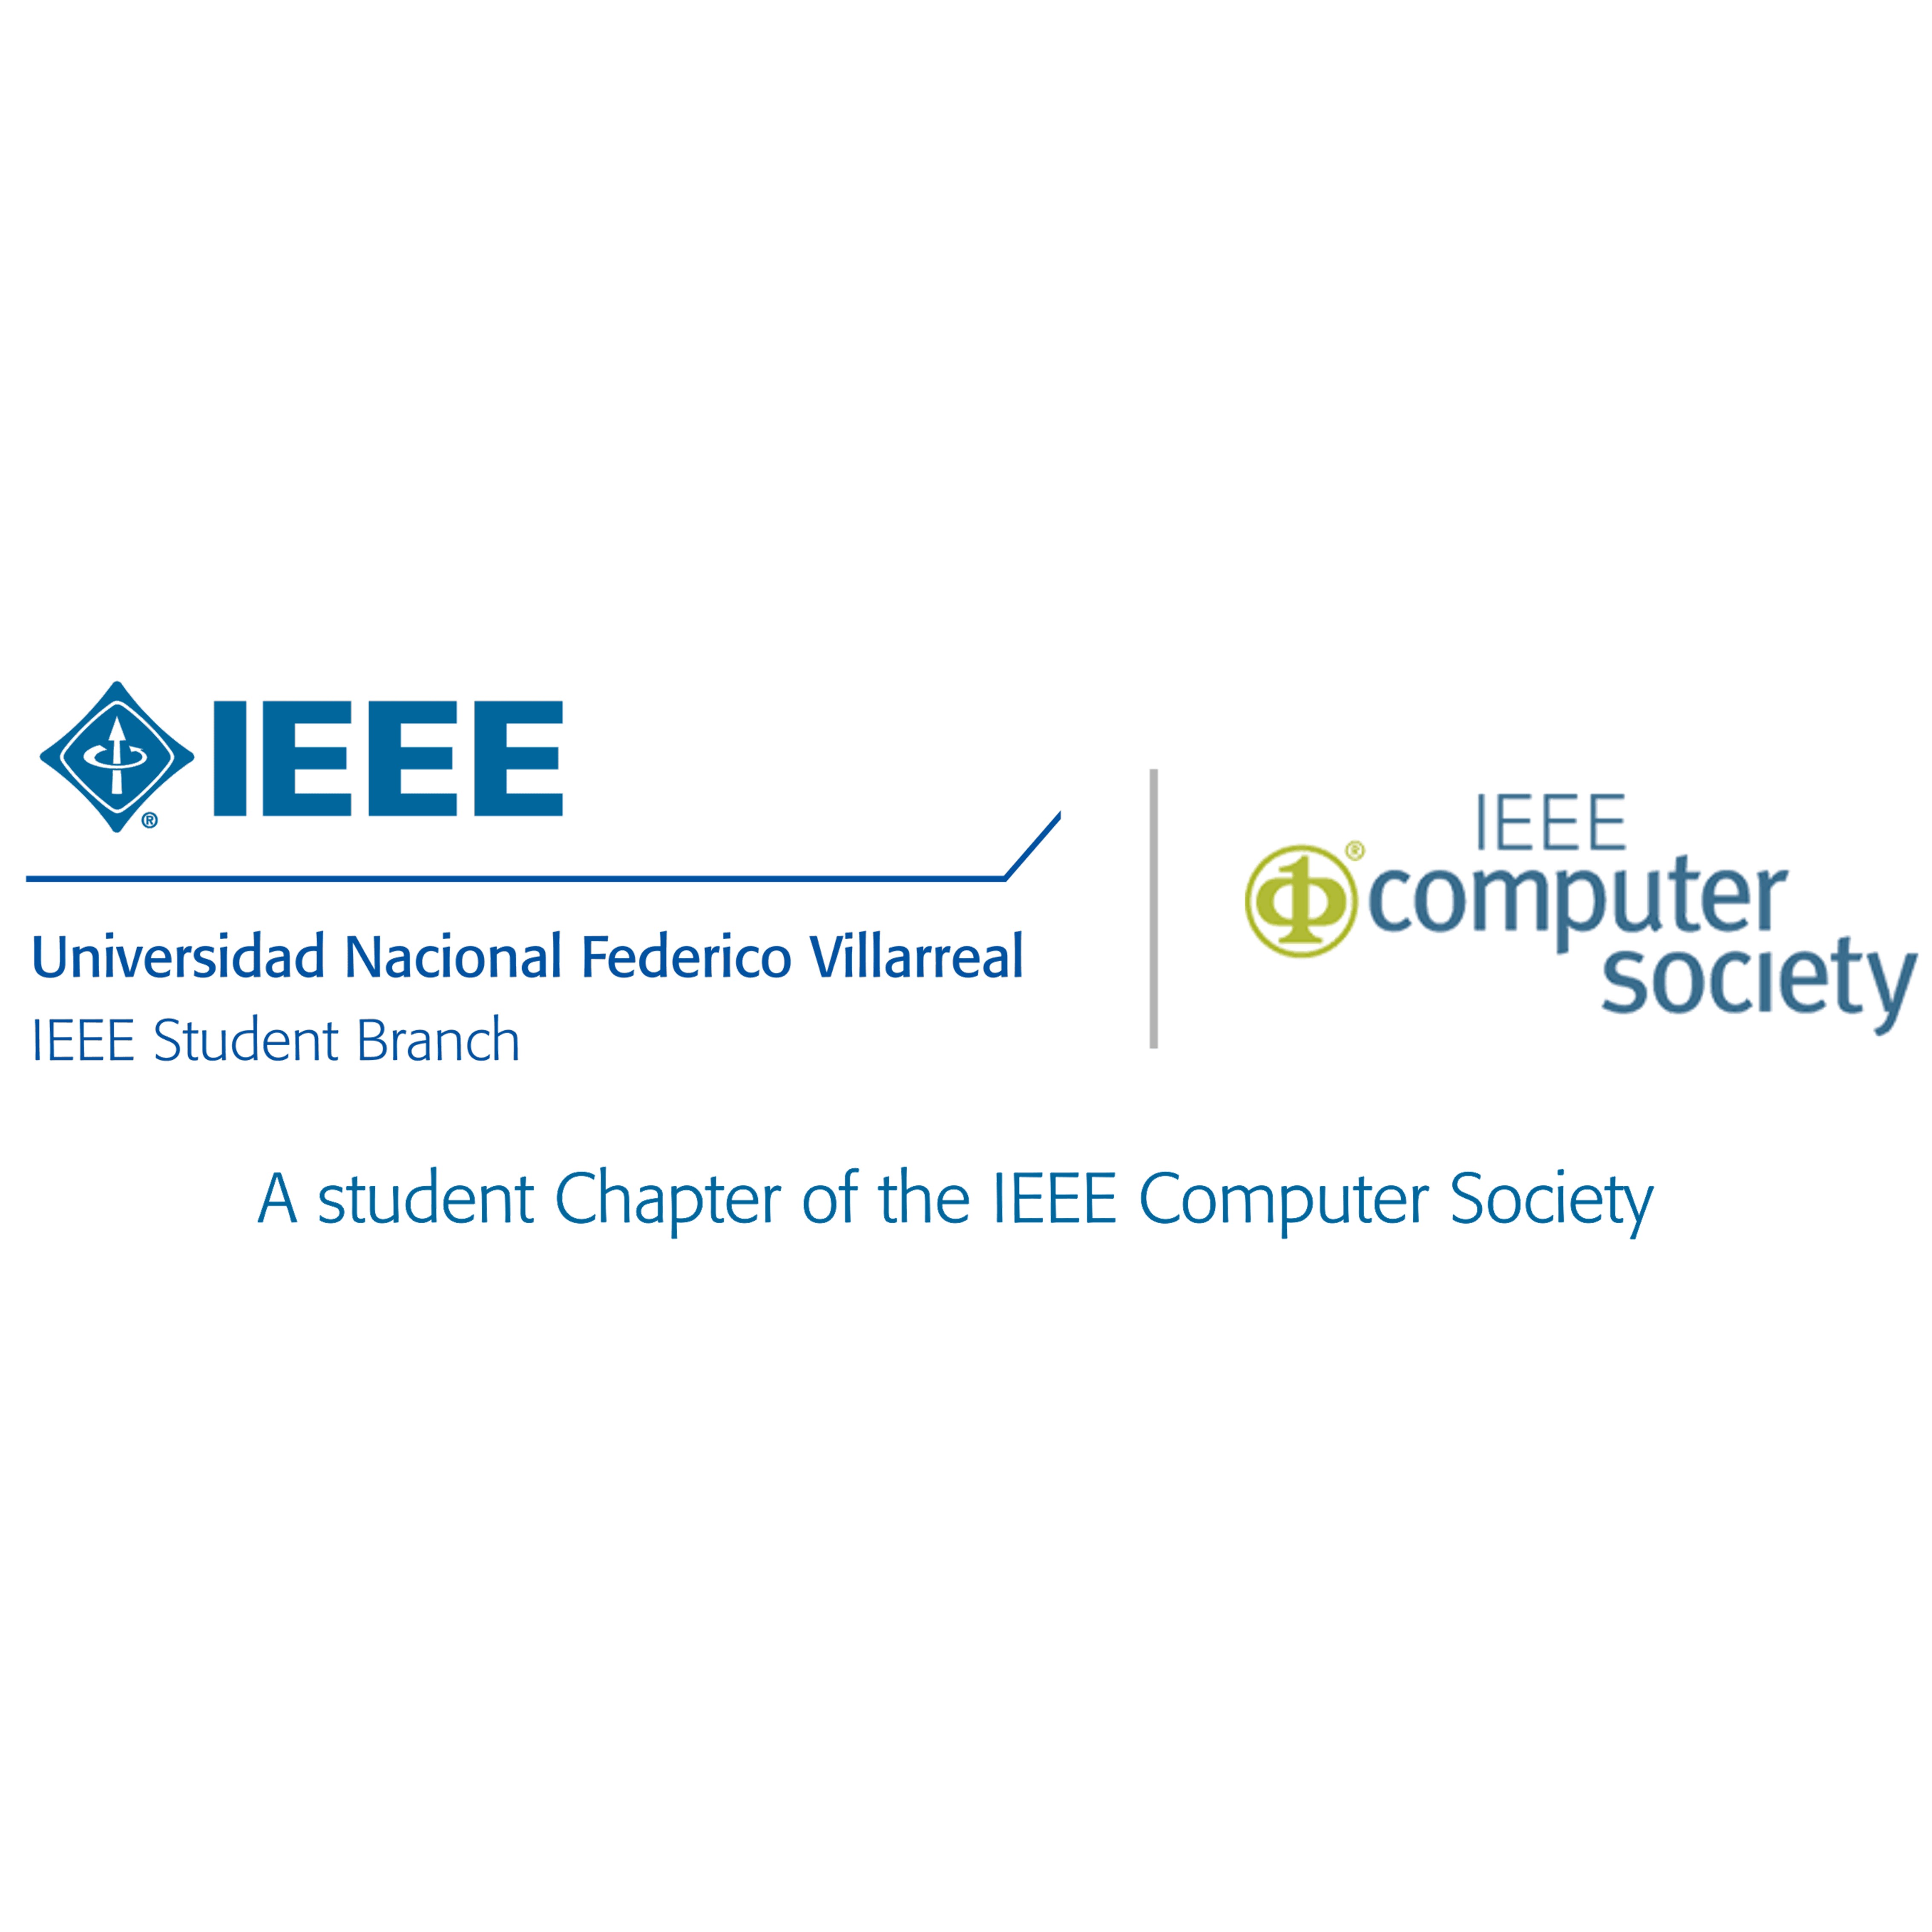 IEEE
®
Universidad Nacional Federico Villarreal
IEEE Student Branch
IEEE
®
computer
society
A student Chapter of the IEEE Computer Society